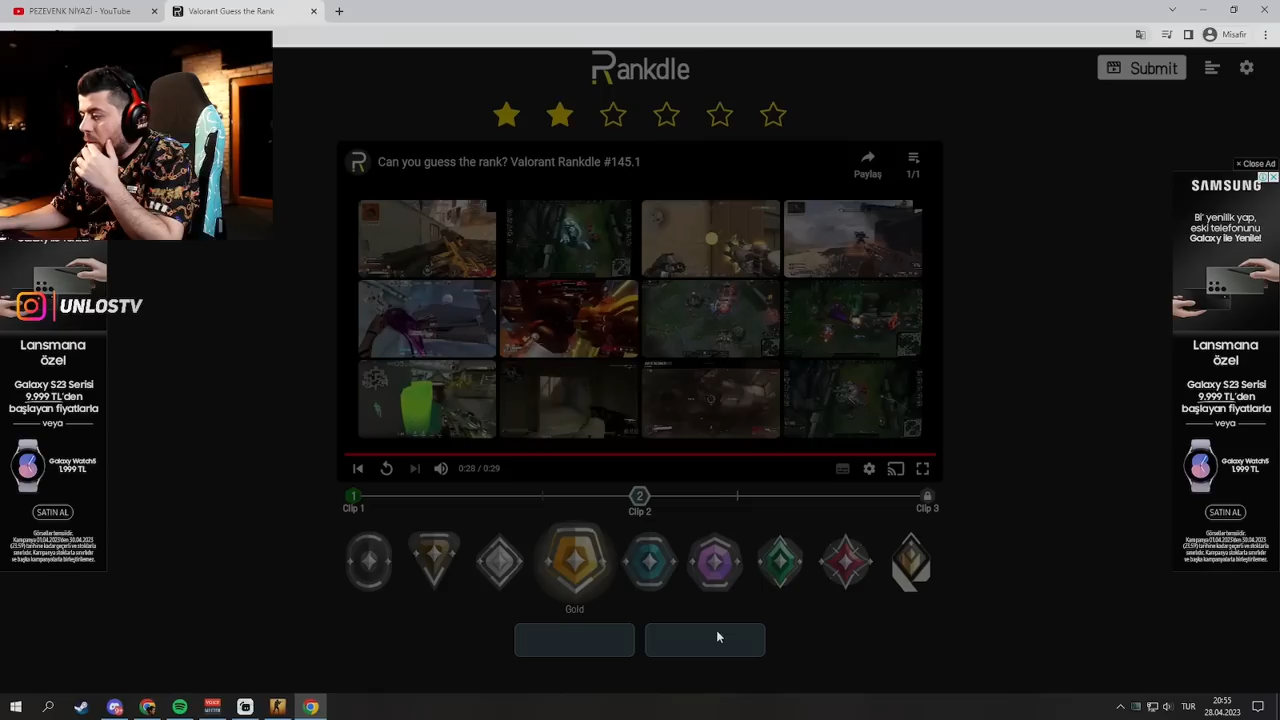 PEZEVENK NİYAZİ - YouTube
Valorant Guess the Rank
Misafir
Rankdle
Submit
Can you guess the rank? Valorant Rankdle #145.1
Paylaş
1/1
0:28 / 0:29
1
Clip 1
2
Clip 2
Clip 3
Gold
UNLOSTV
Lansmana
özel
Galaxy S23 Serisi
9.999 TL'den
başlayan fiyatlarla
veya
Galaxy Watch5
1.999 TL
SATIN AL
Close Ad
SAMSUNG
Bi' yenilik yap,
eski telefonunu
Galaxy ile Yenile!
Lansmana
özel
Galaxy S23 Serisi
9.999 TL'den
başlayan fiyatlarla
veya
Galaxy Watch5
1.999 TL
SATIN AL
TUR
20:55
28.04.2023